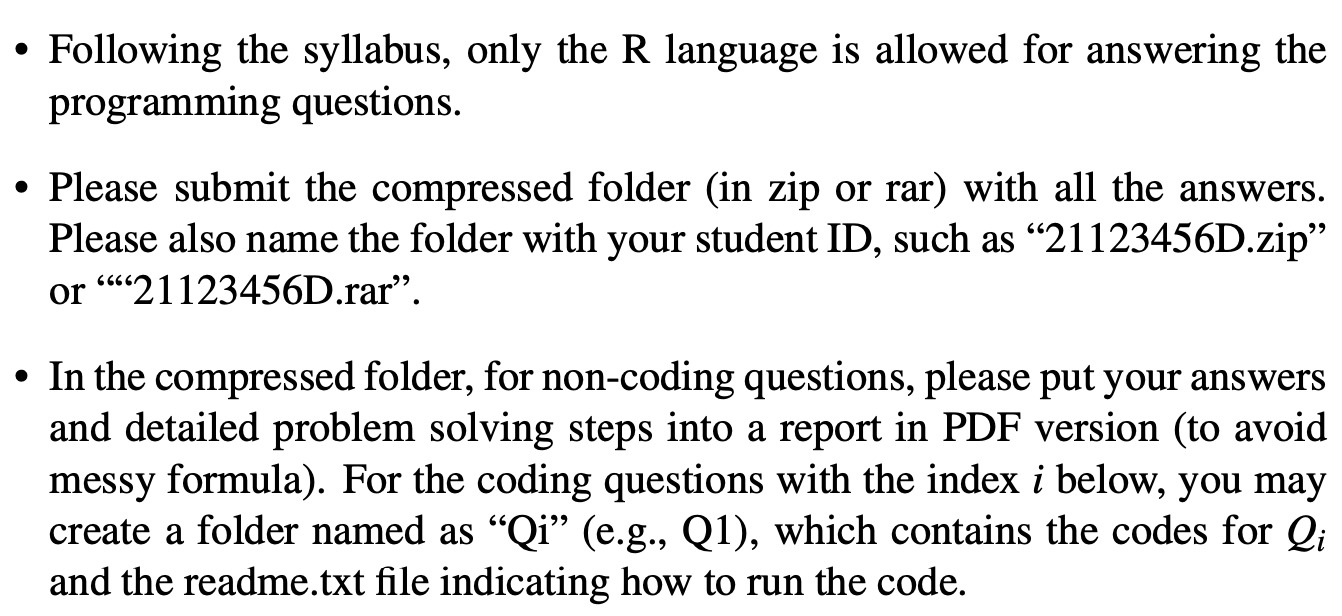 • Following the syllabus, only the R language is allowed for answering the
programming questions.
• Please submit the compressed folder (in zip or rar) with all the answers.
Please also name the folder with your student ID, such as “21123456D.zip”
or ““21123456D.rar”.
• In the compressed folder, for non-coding questions, please put your answers
and detailed problem solving steps into a report in PDF version (to avoid
messy formula). For the coding questions with the index i below, you may
create a folder named as “Qi” (e.g., Q1), which contains the codes for Qi
and the readme.txt file indicating how to run the code.